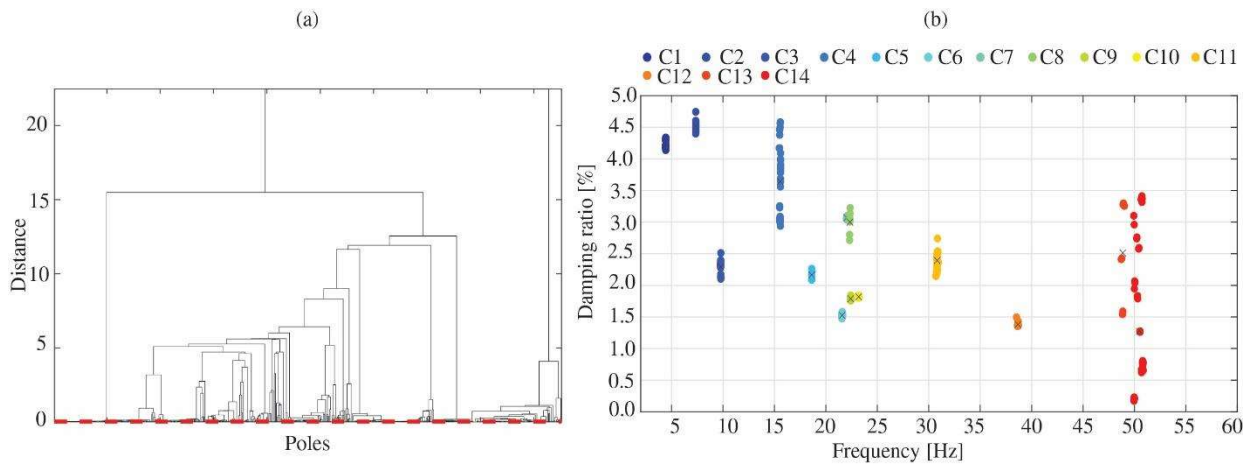 (a)
20
15
10
5
0
Distance
Poles
(b)
C1 C2 C3 C4 C5 C6 C7 C8 C9 C10 C11
C12 C13 C14
5.0
4.5
4.0
3.5
3.0
2.5
2.0
1.5
1.0
0.5
0.0
Damping ratio [%]
5 10 15 20 25 30 35 40 45 50 55 60
Frequency [Hz]